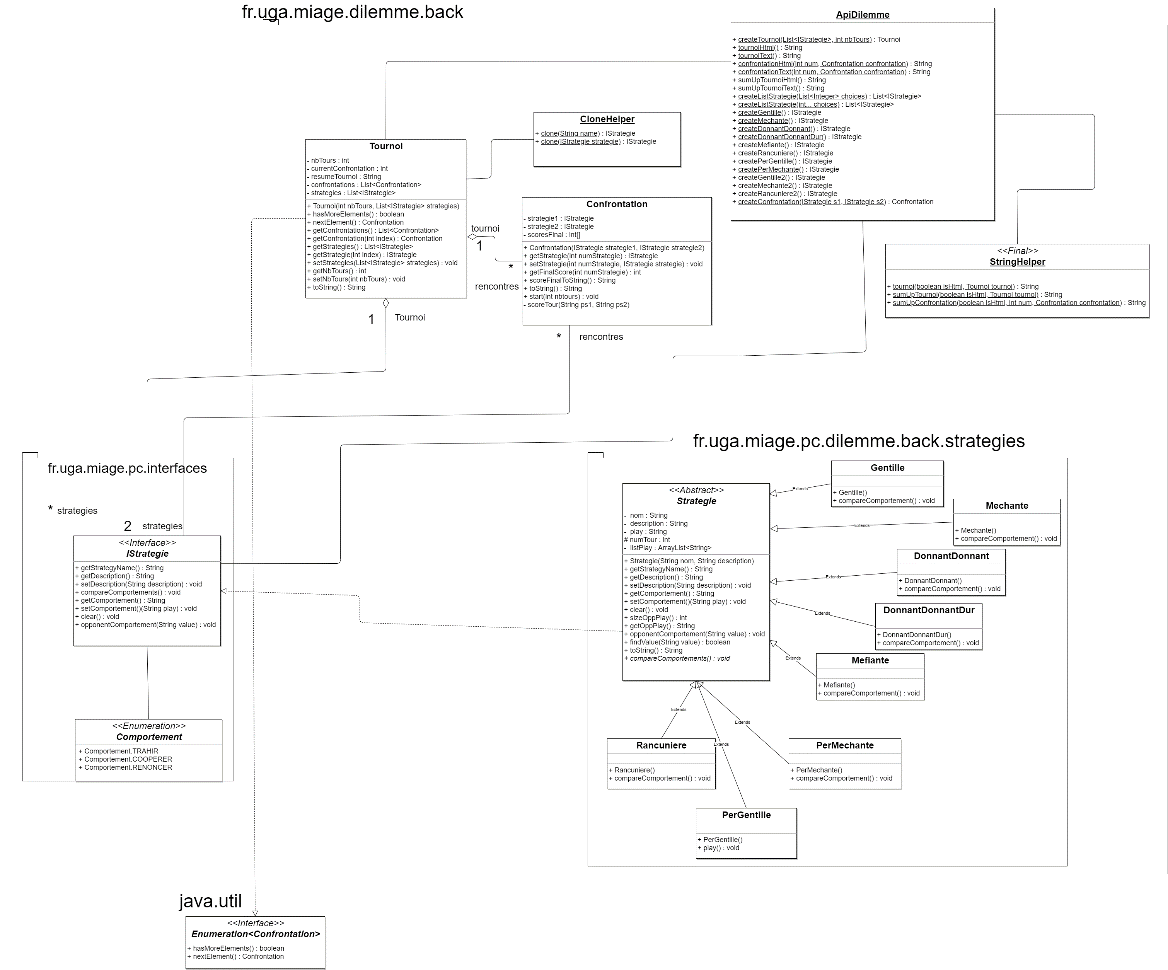 fr.uga.miage.dilemme.back
ApiDilemme
+ createTournoi(List<IStrategie>, int nbTours) : Tournoi
+ tournoiHtml() : String
+ tournoiText() : String
+ confrontationHtml(int num, Confrontation confrontation) : String
+ confrontationText(int num, Confrontation confrontation) : String
+ sumUpTournoiHtml() : String
+ sumUpTournoiText() : String
+ createListStrategie(List<Integer> choices) : List<IStrategie>
+ createListStrategie(int... choices) : List<IStrategie>
+ createGentille() : IStrategie
+ createMechante() : IStrategie
+ createDonnantDonnant() : IStrategie
+ createDonnantDonnantDur() : IStrategie
+ createMefiante() : IStrategie
+ createRancuniere() : IStrategie
+ createPerGentille() : IStrategie
+ createPerMechante() : IStrategie
+ createGentille2() : IStrategie
+ createMechante2() : IStrategie
+ createRancuniere2() : IStrategie
+ createConfrontation(IStrategie s1, IStrategie s2) : Confrontation
CloneHelper
+ clone(String name) : IStrategie
+ clone(IStrategie strategie) : IStrategie
Tournoi
- nbTours : int
- currentConfrontation : int
- resumeTournoi : String
- confrontations : List<Confrontation>
- strategies : List<IStrategie>
+ Tournoi(int nbTours, List<IStrategie> strategies)
+ hasMoreElements() : boolean
+ nextElement() : Confrontation
+ getConfrontations() : List<Confrontation>
+ getConfrontation(int index) : Confrontation
+ getStrategies() : List<IStrategie>
+ getStrategie(int index) : IStrategie
+ setStrategies(List<IStrategie> strategies) : void
+ getNbTours() : int
+ setNbTours(int nbTours) : void
+ toString() : String
tournoi
1
*
rencontres
Confrontation
- strategie1 : IStrategie
- strategie2 : IStrategie
- scoresFinal : int[]
+ Confrontation(IStrategie strategie1, IStrategie strategie2)
+ getStrategie(int numStrategie) : IStrategie
+ setStrategie(int numStrategie, IStrategie strategie) : void
+ getFinalScore(int numStrategie) : int
+ scoreFinalToString() : String
+ toString() : String
+ start(int nbtours) : void
- scoreTour(String ps1, String ps2)
<<Final>>
StringHelper
+ tournoi(boolean isHtml, Tournoi tournoi) : String
+ sumUpTournoi(boolean isHtml, Tournoi tournoi) : String
+ sumUpConfrontation(boolean isHtml, int num, Confrontation confrontation) : String
1 Tournoi
* rencontres
fr.uga.miage.pc.interfaces
* strategies
2 strategies
<<Interface>>
IStrategie
+ getStrategyName() : String
+ getDescription() : String
+ setDescription(String description) : void
+ compareComportements() : void
+ getComportement() : String
+ setComportement()(String play) : void
+ clear() : void
+ opponentComportement(String value) : void
<<Enumeration>>
Comportement
+ Comportement.TRAHIR
+ Comportement.COOPERER
+ Comportement.RENONCER
fr.uga.miage.pc.dilemme.back.strategies
<<Abstract>>
Strategie
- nom : String
- description : String
- play : String
# numTour : int
- listPlay : ArrayList<String>
+ Strategie(String nom, String description)
+ getStrategyName() : String
+ getDescription() : String
+ setDescription(String description) : void
+ getComportement() : String
+ setComportement()(String play) : void
+ clear() : void
+ sizeOppPlay() : int
+ getOppPlay() : String
+ opponentComportement(String value) : void
+ findValue(String value) : boolean
+ toString() : String
+ compareComportements() : void
Gentille
+ Gentille()
+ compareComportement() : void
Extends
Mechante
+ Mechante()
+ compareComportement() : void
Extends
DonnantDonnant
+ DonnantDonnant()
+ compareComportement() : void
Extends
DonnantDonnantDur
+ DonnantDonnantDur()
+ compareComportement() : void
Extends
Mefiante
+ Mefiante()
+ compareComportement() : void
Extends
Rancuniere
+ Rancuniere()
+ compareComportement() : void
Extends
PerMechante
+ PerMechante()
+ compareComportement() : void
Extends
PerGentille
+ PerGentille()
+ play() : void
Extends
java.util
<<Interface>>
Enumeration<Confrontation>
+ hasMoreElements() : boolean
+ nextElement() : Confrontation